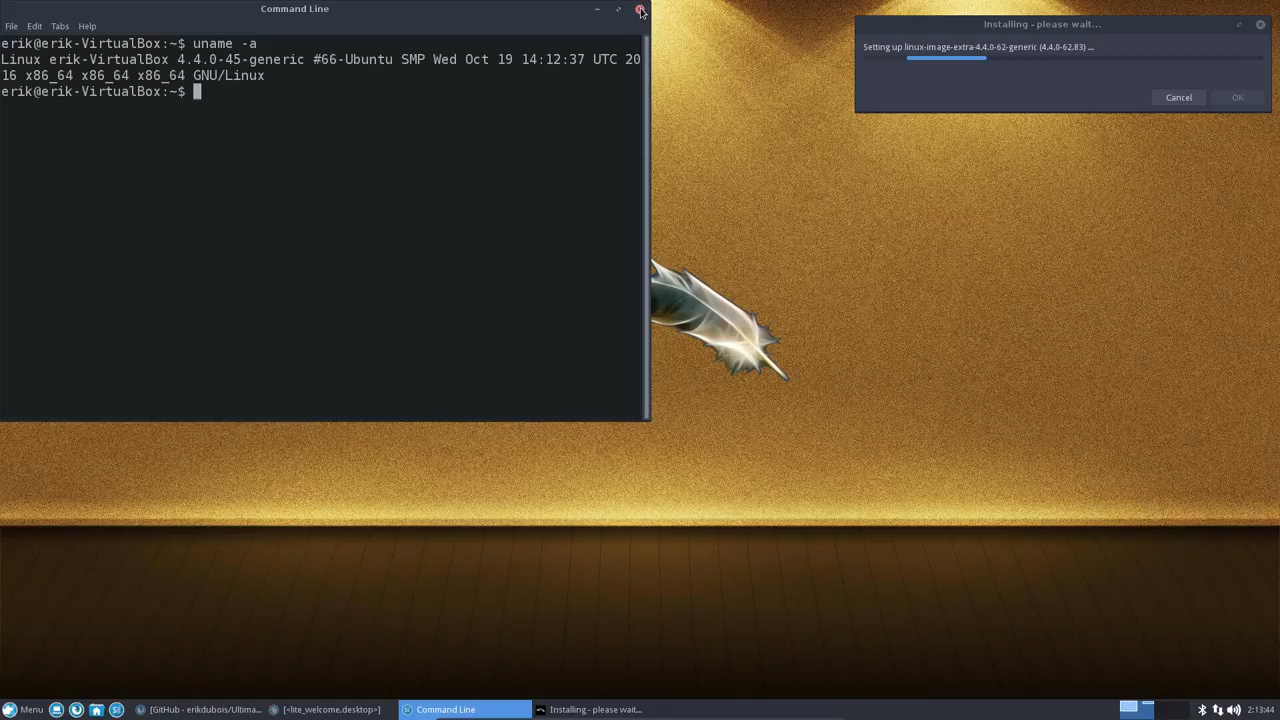 Command Line
File Edit Tabs Help
erik@erik-VirtualBox:~$ uname -a
Linux erik-VirtualBox 4.4.0-45-generic #66-Ubuntu SMP Wed Oct 19 14:12:37 UTC 20
16 x86_64 x86_64 x86_64 GNU/Linux
erik@erik-VirtualBox:~$
Installing - please wait...
Setting up linux-image-extra-4.4.0-62-generic (4.4.0-62.83) ...
Cancel OK
Menu [GitHub - erikdubois/Ultima... [<lite_welcome.desktop>] Command Line Installing - please wait... 2:13:44